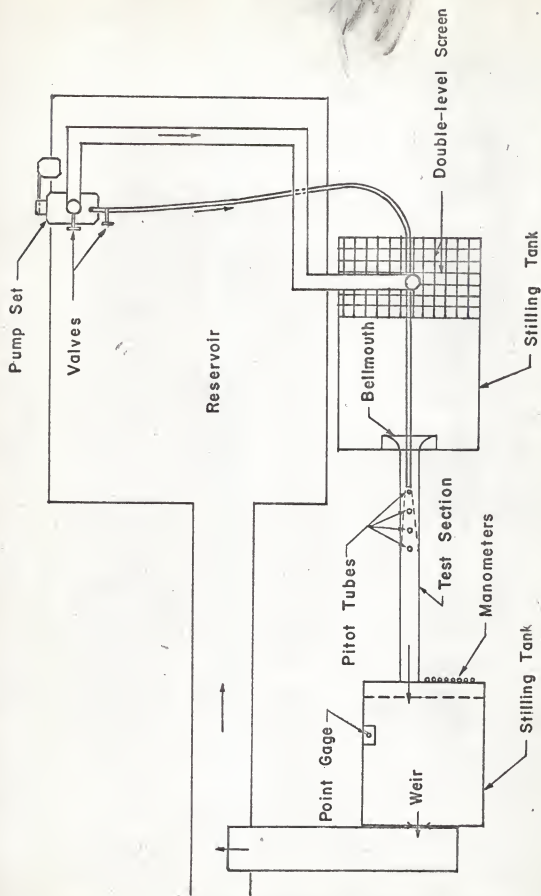 Pump Set
Valves
Reservoir
Double-level Screen
Stilling Tank
Bellmouth
Pitot Tubes
Test Section
Manometers
Point Gage
Weir
Stilling Tank